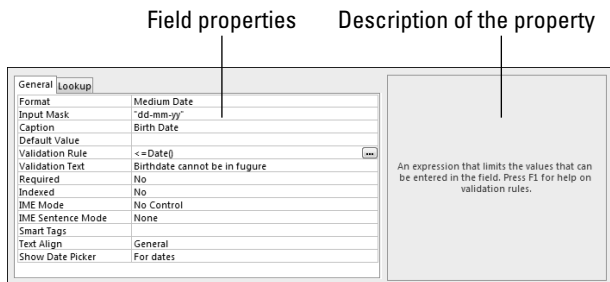 Field properties Description of the property
General Lookup
Format Medium Date
Input Mask "dd-mm-yy"
Caption Birth Date
Default Value
Validation Rule <=Date() ...
Validation Text Birthdate cannot be in fugure
Required No
Indexed No
IME Mode No Control
IME Sentence Mode None
Smart Tags
Text Align General
Show Date Picker For dates
An expression that limits the values that can
be entered in the field. Press F1 for help on
validation rules.